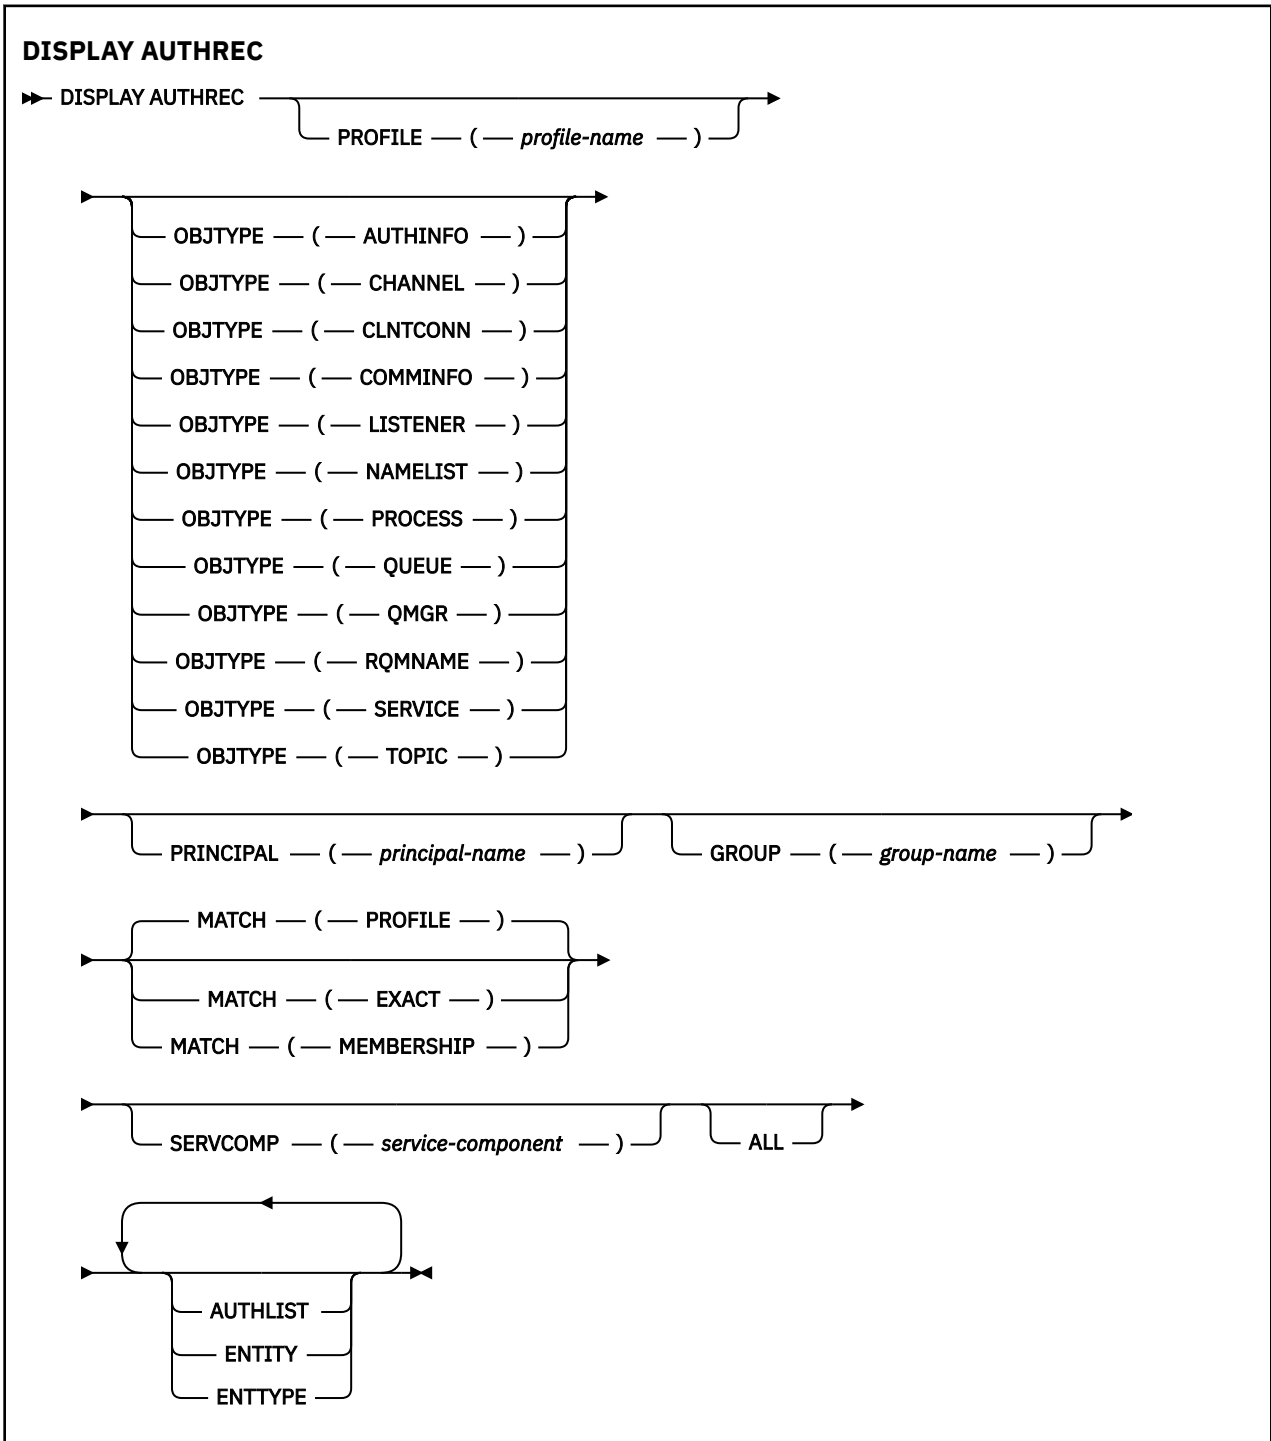 DISPLAY AUTHREC
DISPLAY AUTHREC
PROFILE ( profile-name )
OBJTYPE ( AUTHINFO )
OBJTYPE ( CHANNEL )
OBJTYPE ( CLNTCONN )
OBJTYPE ( COMMINFO )
OBJTYPE ( LISTENER )
OBJTYPE ( NAMELIST )
OBJTYPE ( PROCESS )
OBJTYPE ( QUEUE )
OBJTYPE ( QMGR )
OBJTYPE ( RQMNAME )
OBJTYPE ( SERVICE )
OBJTYPE ( TOPIC )
PRINCIPAL ( principal-name ) GROUP ( group-name )
MATCH ( PROFILE )
MATCH ( EXACT )
MATCH ( MEMBERSHIP )
SERVCOMP ( service-component ) ALL
AUTHLIST
ENTITY
ENTTYPE